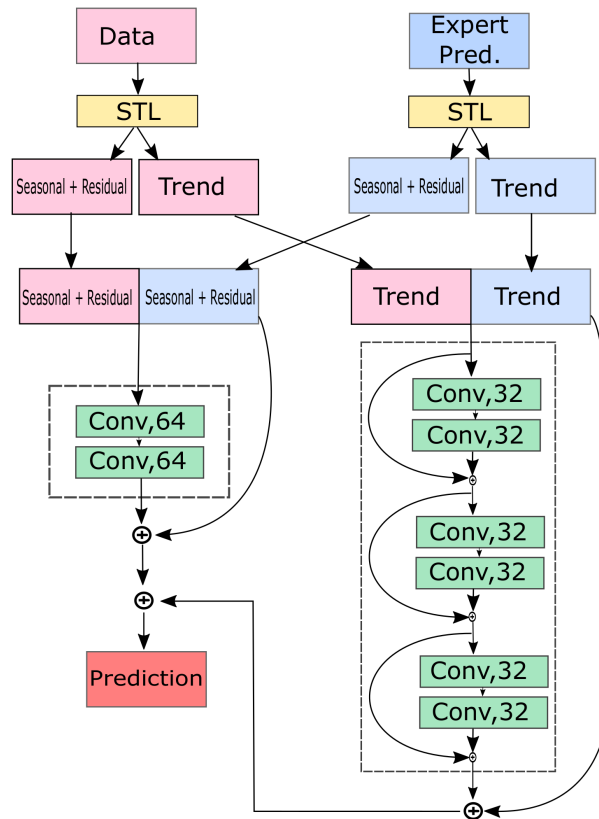 Data
Expert
Pred.
STL
STL
Seasonal + Residual
Trend
Seasonal + Residual
Trend
Seasonal + Residual
Seasonal + Residual
Trend
Trend
Conv,64
Conv,64
Conv,32
Conv,32
Conv,32
Conv,32
Conv,32
Conv,32
Prediction